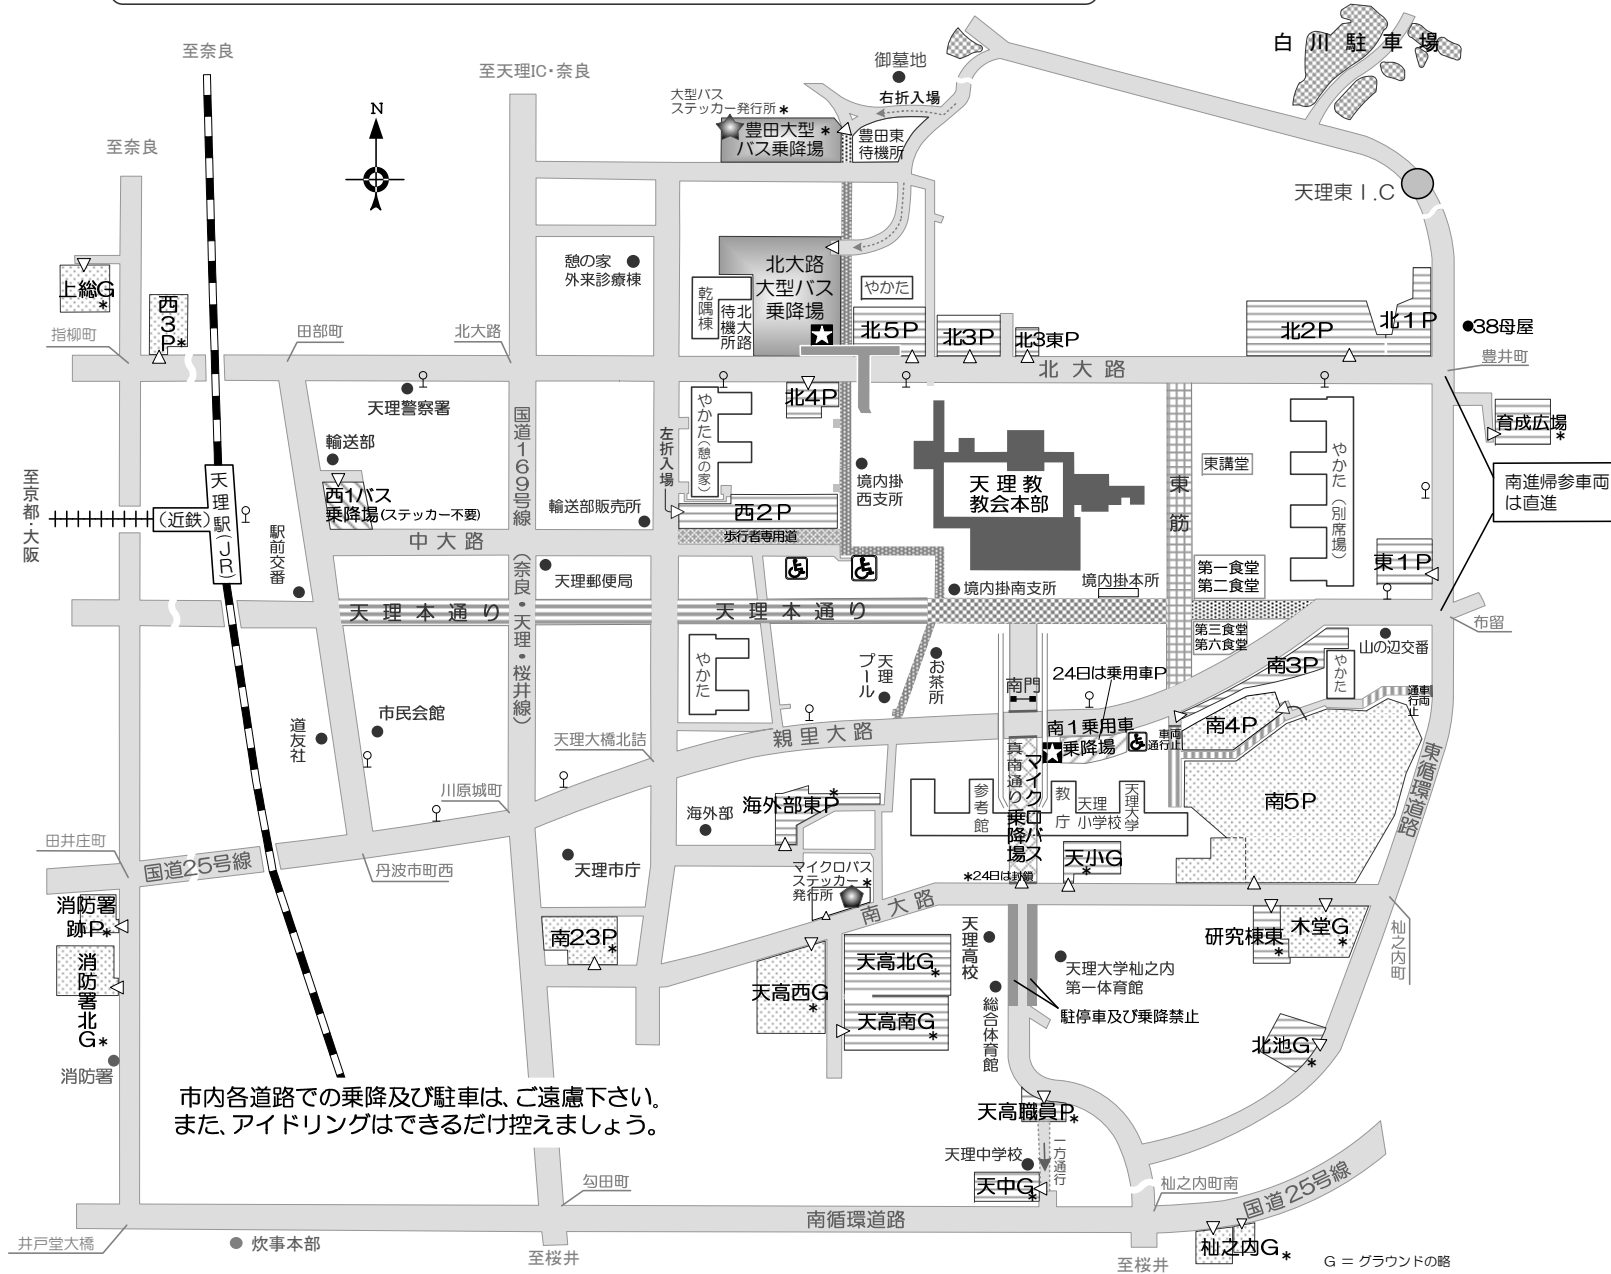 至奈良
至天理IC・奈良
御墓地
白川駐車場
大型バス
ステッカー発行所*
右折入場
豊田大型*
バス乗降場
豊田東
待機所
至奈良
N
天理東I.C
上総G
*
西3P*
憩の家
外来診療棟
北大路
大型バス
乗降場
乾隅棟
北大路
待機所
やかた
北5P
北3P
北3東P
北2P
北1P
38母屋
指柳町
田部町
北大路
北大路
豊井町
天理警察署
北4P
育成広場
*
輸送部
国道169号線(奈良・天理・桜井線)
左折入場
やかた(憩の家)
境内掛
西支所
天理教
教会本部
東筋
東講堂
やかた(別席場)
南進帰参車両
は直進
至京都・大阪
(近鉄)
天理駅(JR)
西1バス
乗降場(ステッカー不要)
輸送部販売所
西2P
歩行者専用道
中大路
駅前交番
天理郵便局
境内掛南支所
境内掛本所
第一食堂
第二食堂
東1P
天理本通り
天理本通り
布留
第三食堂
第六食堂
山の辺交番
やかた
天理
プール
お茶所
24日は乗用車P
南3P
やかた
南門
車両
通行止
道友社
市民会館
天理大橋北詰
親里大路
南1乗用車
乗降場
車両
通行止
南4P
真南通り
マイクロバス乗降場
東循環道路
川原城町
海外部
海外部東P
*
参考館
教庁
天理
小学校
天理大学
南5P
田井庄町
国道25号線
丹波市町西
天理市庁
マイクロバス
ステッカー*
発行所
天小G
*
*24日は封鎖
消防署
跡P*
南大路
南23P
*
天理高校
研究棟東
*
木堂G
*
杣之内町
消防署北G*
天高北G
*
天高西G
*
天高南G
*
天理大学杣之内
第一体育館
総合体育館
駐停車及び乗降禁止
北池G
*
消防署
市内各道路での乗降及び駐車は、ご遠慮下さい。
また、アイドリングはできるだけ控えましょう。
天高職員P
*
天理中学校
一方通行
天中G
*
勾田町
杣之内町南
国道25号線
南循環道路
井戸堂大橋
炊事本部
至桜井
至桜井
杣之内G*
G = グラウンドの略